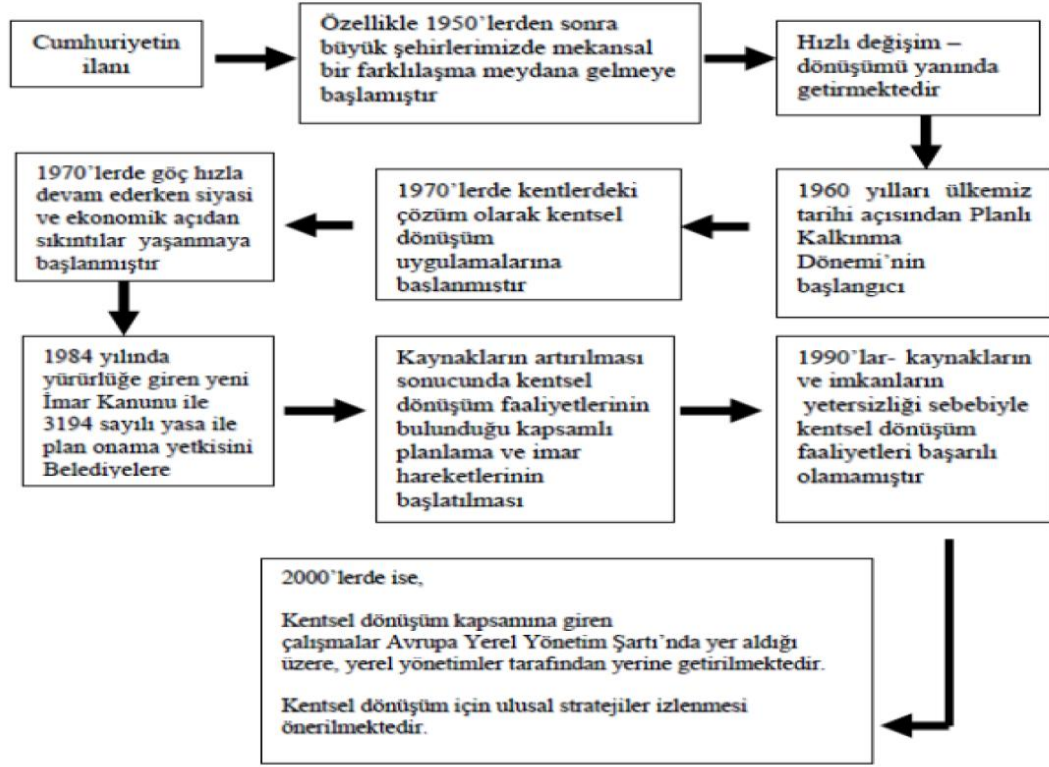 Cumhuriyetin
ilanı
Özellikle 1950’lerden sonra
büyük şehirlerimizde mekansal
bir farklılaşma meydana gelmeye
başlamıştır
Hızlı değişim –
dönüşümü yanında
getirmektedir
1960 yılları ülkemiz
tarihi açısından Planlı
Kalkınma
Dönemi’nin
başlangıcı
1970’lerde kentlerdeki
çözüm olarak kentsel
dönüşüm
uygulamalarına
başlanmıştır
1970’lerde göç hızla
devam ederken siyasi
ve ekonomik açıdan
sıkıntılar yaşanmaya
başlanmıştır
1984 yılında
yürürlüğe giren yeni
İmar Kanunu ile
3194 sayılı yasa ile
plan onama yetkisini
Belediyelere
Kaynakların artırılması
sonucunda kentsel
dönüşüm faaliyetlerinin
bulunduğu kapsamlı
planlama ve imar
hareketlerinin
başlatılması
1990’lar- kaynakların
ve imkanların
yetersizliği sebebiyle
kentsel dönüşüm
faaliyetleri başarılı
olamamıştır
2000’lerde ise,
Kentsel dönüşüm kapsamına giren
çalışmalar Avrupa Yerel Yönetim Şartı’nda yer aldığı
üzere, yerel yönetimler tarafından yerine getirilmektedir.
Kentsel dönüşüm için ulusal stratejiler izlenmesi
önerilmektedir.